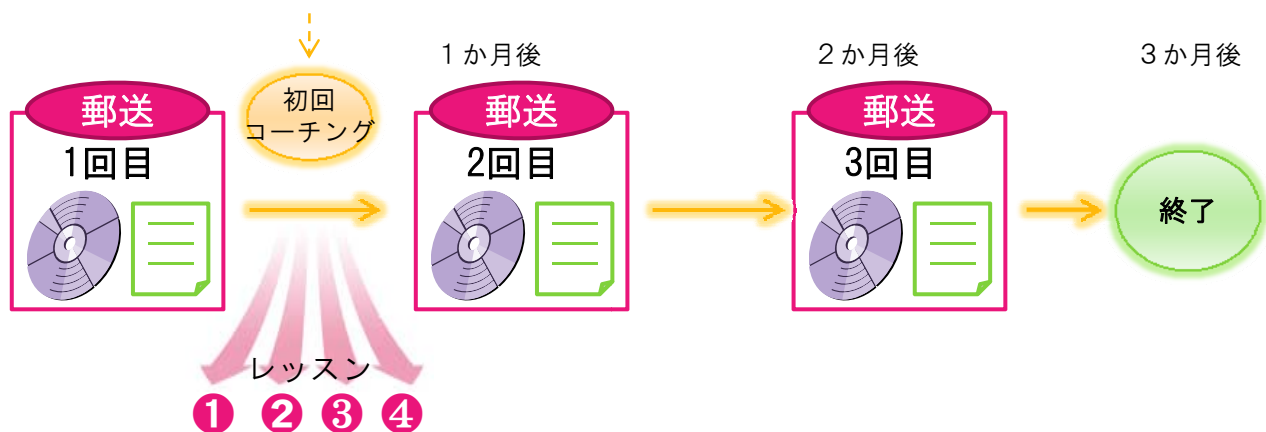 1か月後
2か月後
3か月後
郵送
1回目
初回
コーチング
郵送
2回目
郵送
3回目
終了
レッスン
❶ ❷ ❸ ❹